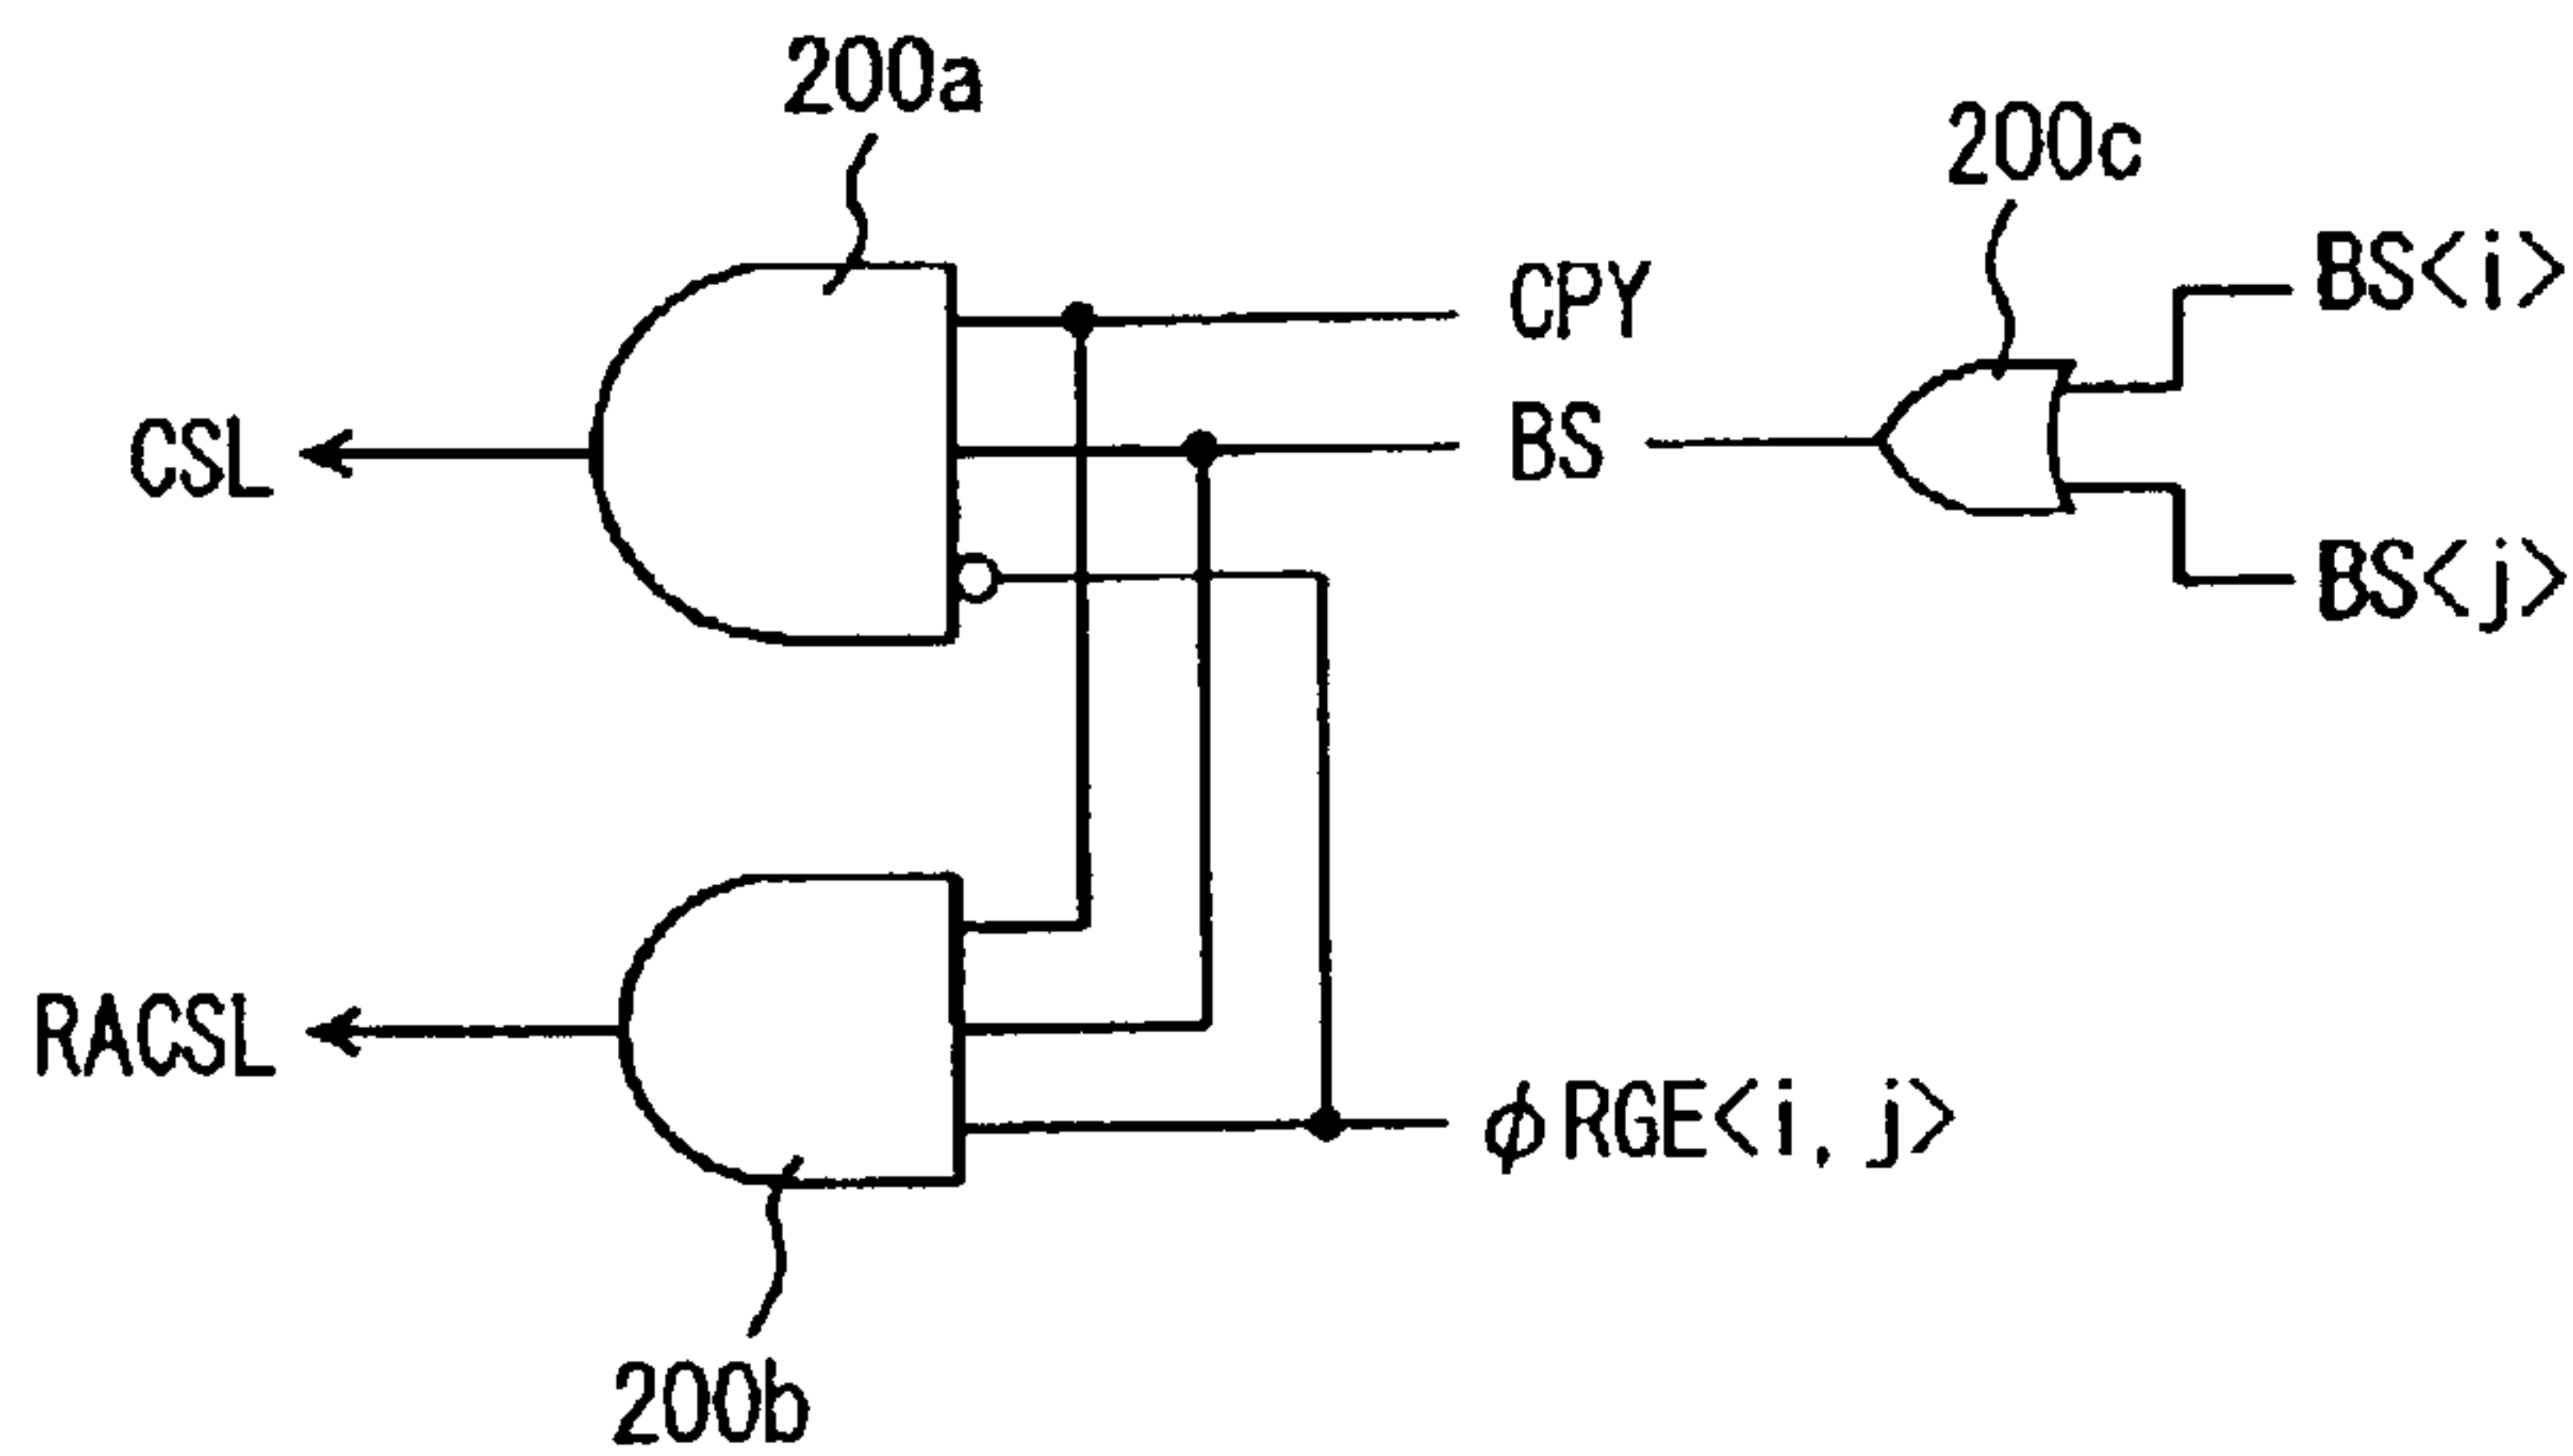 200a
200c
BS<i>
CPY
CSL
BS
BS<j>
RACSL
φRGE<i, j>
200b